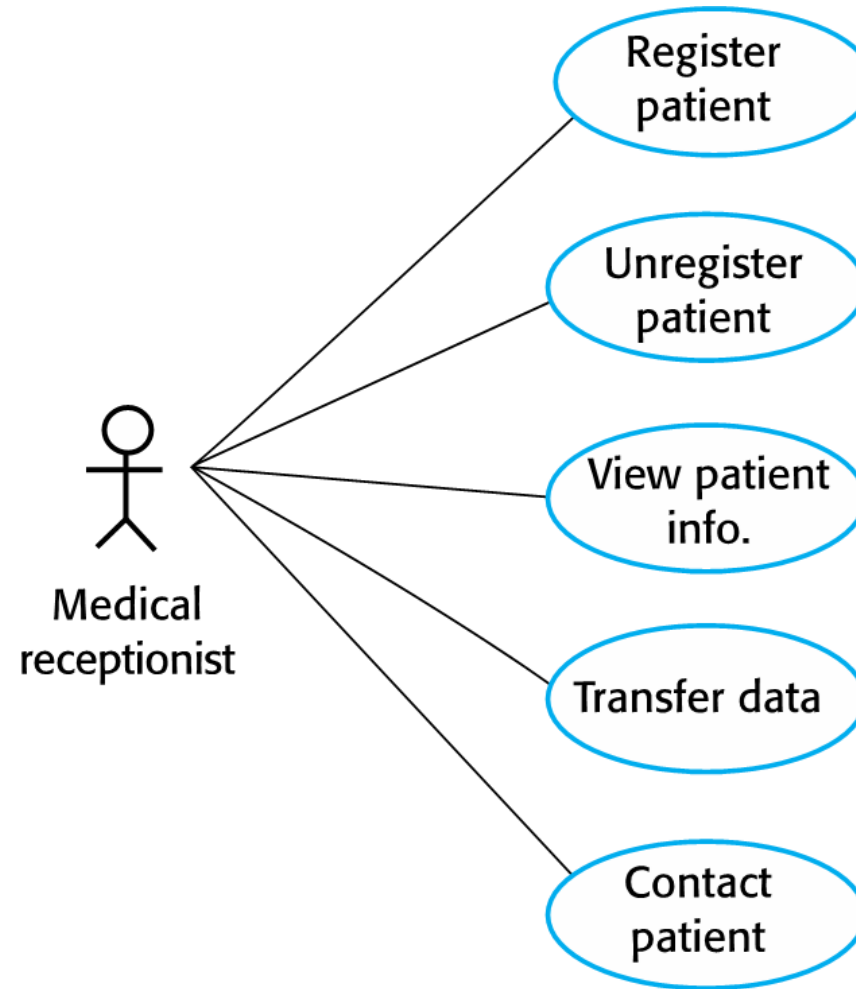 Register
patient
Unregister
patient
View patient
info.
Medical
receptionist
Transfer data
Contact
patient